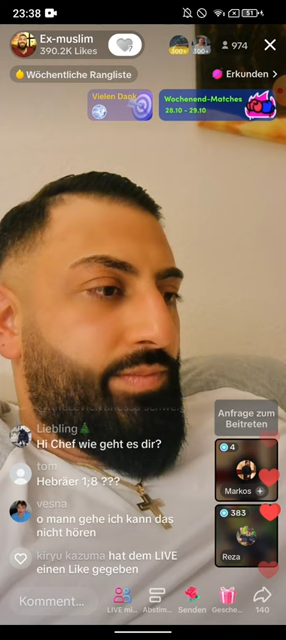 23:38
51
Ex-muslim
390.2K Likes
300+
100+
974
Wöchentliche Rangliste
Erkunden
Vielen Dank
Wochenend-Matches
28.10 - 29.10
Liebling🎄
Hi Chef wie geht es dir?
tom
Hebräer 1;8 ???
vesna
o mann gehe ich kann das
nicht hören
kiryu kazuma hat dem LIVE
einen Like gegeben
Anfrage zum
Beitreten
4
Markos +
383
Reza
Komment...
LIVE mi...
Abstim...
Senden
Gesche...
140